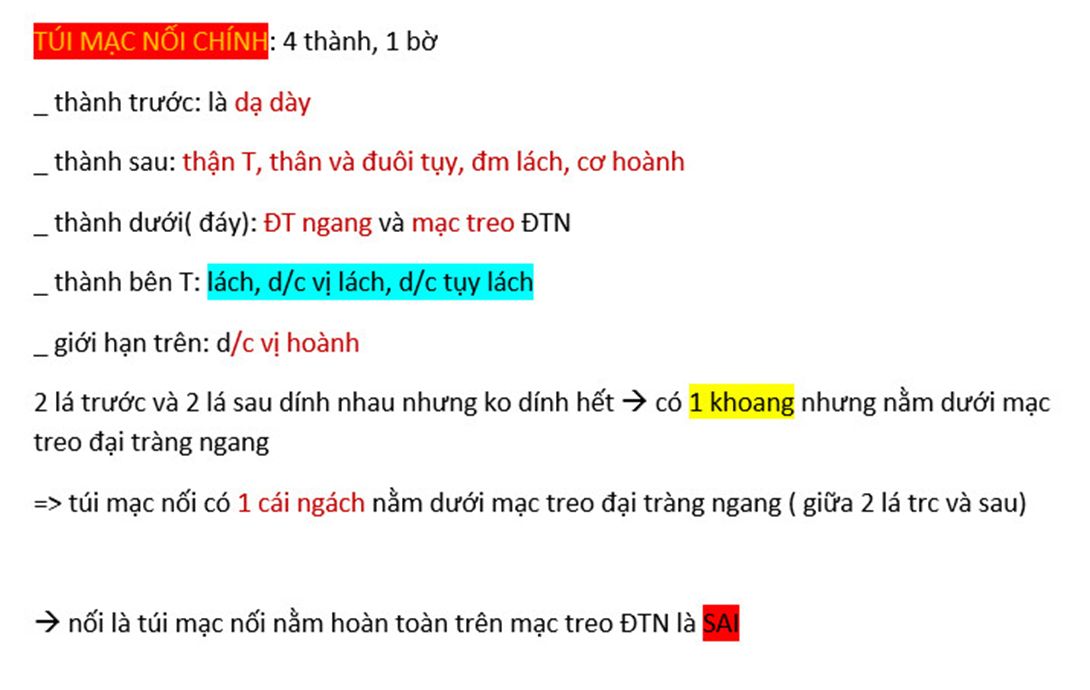 TÚI MẠC NỐI CHÍNH: 4 thành, 1 bờ
_ thành trước: là dạ dày
_ thành sau: thận T, thân và đuôi tụy, đm lách, cơ hoành
_ thành dưới( đáy): ĐT ngang và mạc treo ĐTN
_ thành bên T: lách, d/c vị lách, d/c tụy lách
_ giới hạn trên: d/c vị hoành
2 lá trước và 2 lá sau dính nhau nhưng ko dính hết → có 1 khoang nhưng nằm dưới mạc
treo đại tràng ngang
=> túi mạc nối có 1 cái ngách nằm dưới mạc treo đại tràng ngang ( giữa 2 lá trc và sau)
→ nối là túi mạc nối nằm hoàn toàn trên mạc treo ĐTN là SAI